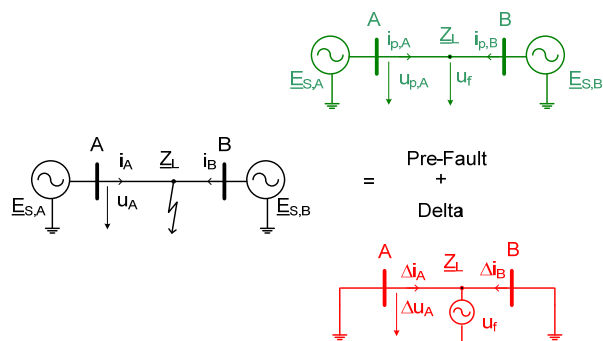 A B
i_p,A Z_L i_p,B
E_S,A u_p,A u_f E_S,B
A B
i_A Z_L i_B
E_S,A u_A E_S,B
= Pre-Fault
+
Delta
A B
Δi_A Z_L Δi_B
Δu_A u_f